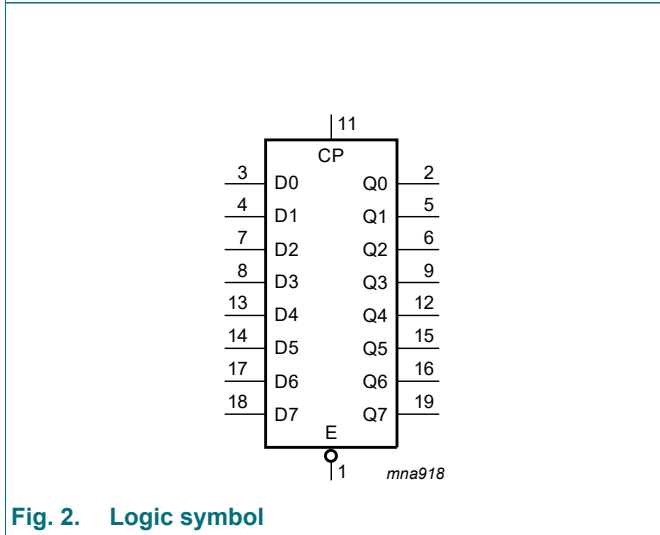 11
CP
3 D0 Q0 2
4 D1 Q1 5
7 D2 Q2 6
8 D3 Q3 9
13 D4 Q4 12
14 D5 Q5 15
17 D6 Q6 16
18 D7 Q7 19
E
1 mna918
Fig. 2. Logic symbol